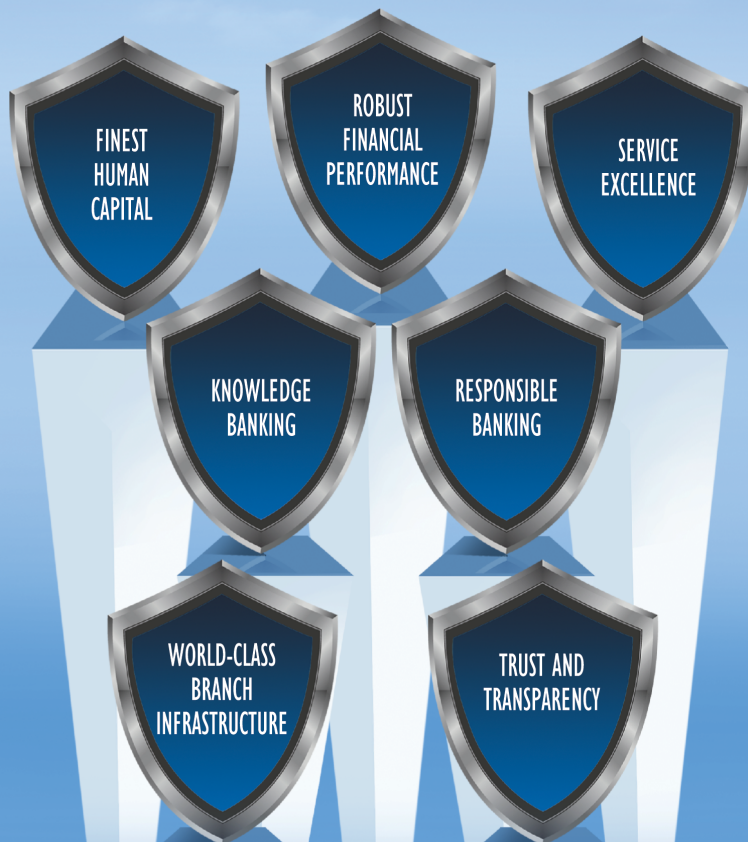 FINEST
HUMAN
CAPITAL
ROBUST
FINANCIAL
PERFORMANCE
SERVICE
EXCELLENCE
KNOWLEDGE
BANKING
RESPONSIBLE
BANKING
WORLD-CLASS
BRANCH
INFRASTRUCTURE
TRUST AND
TRANSPARENCY